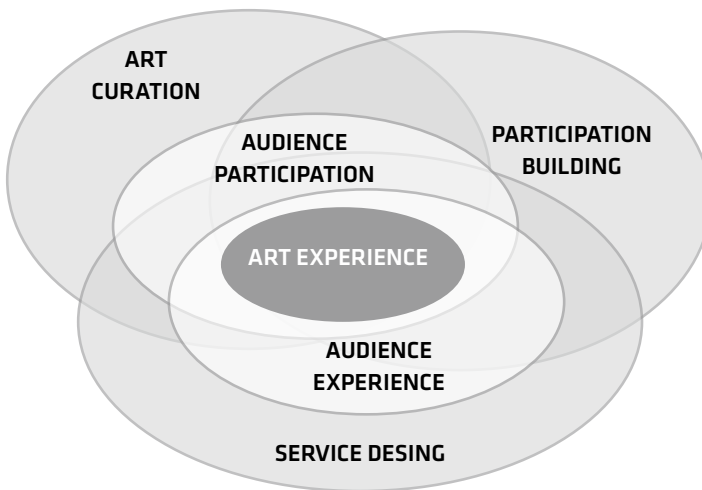 ART
CURATION
PARTICIPATION
BUILDING
AUDIENCE
PARTICIPATION
ART EXPERIENCE
AUDIENCE
EXPERIENCE
SERVICE DESING